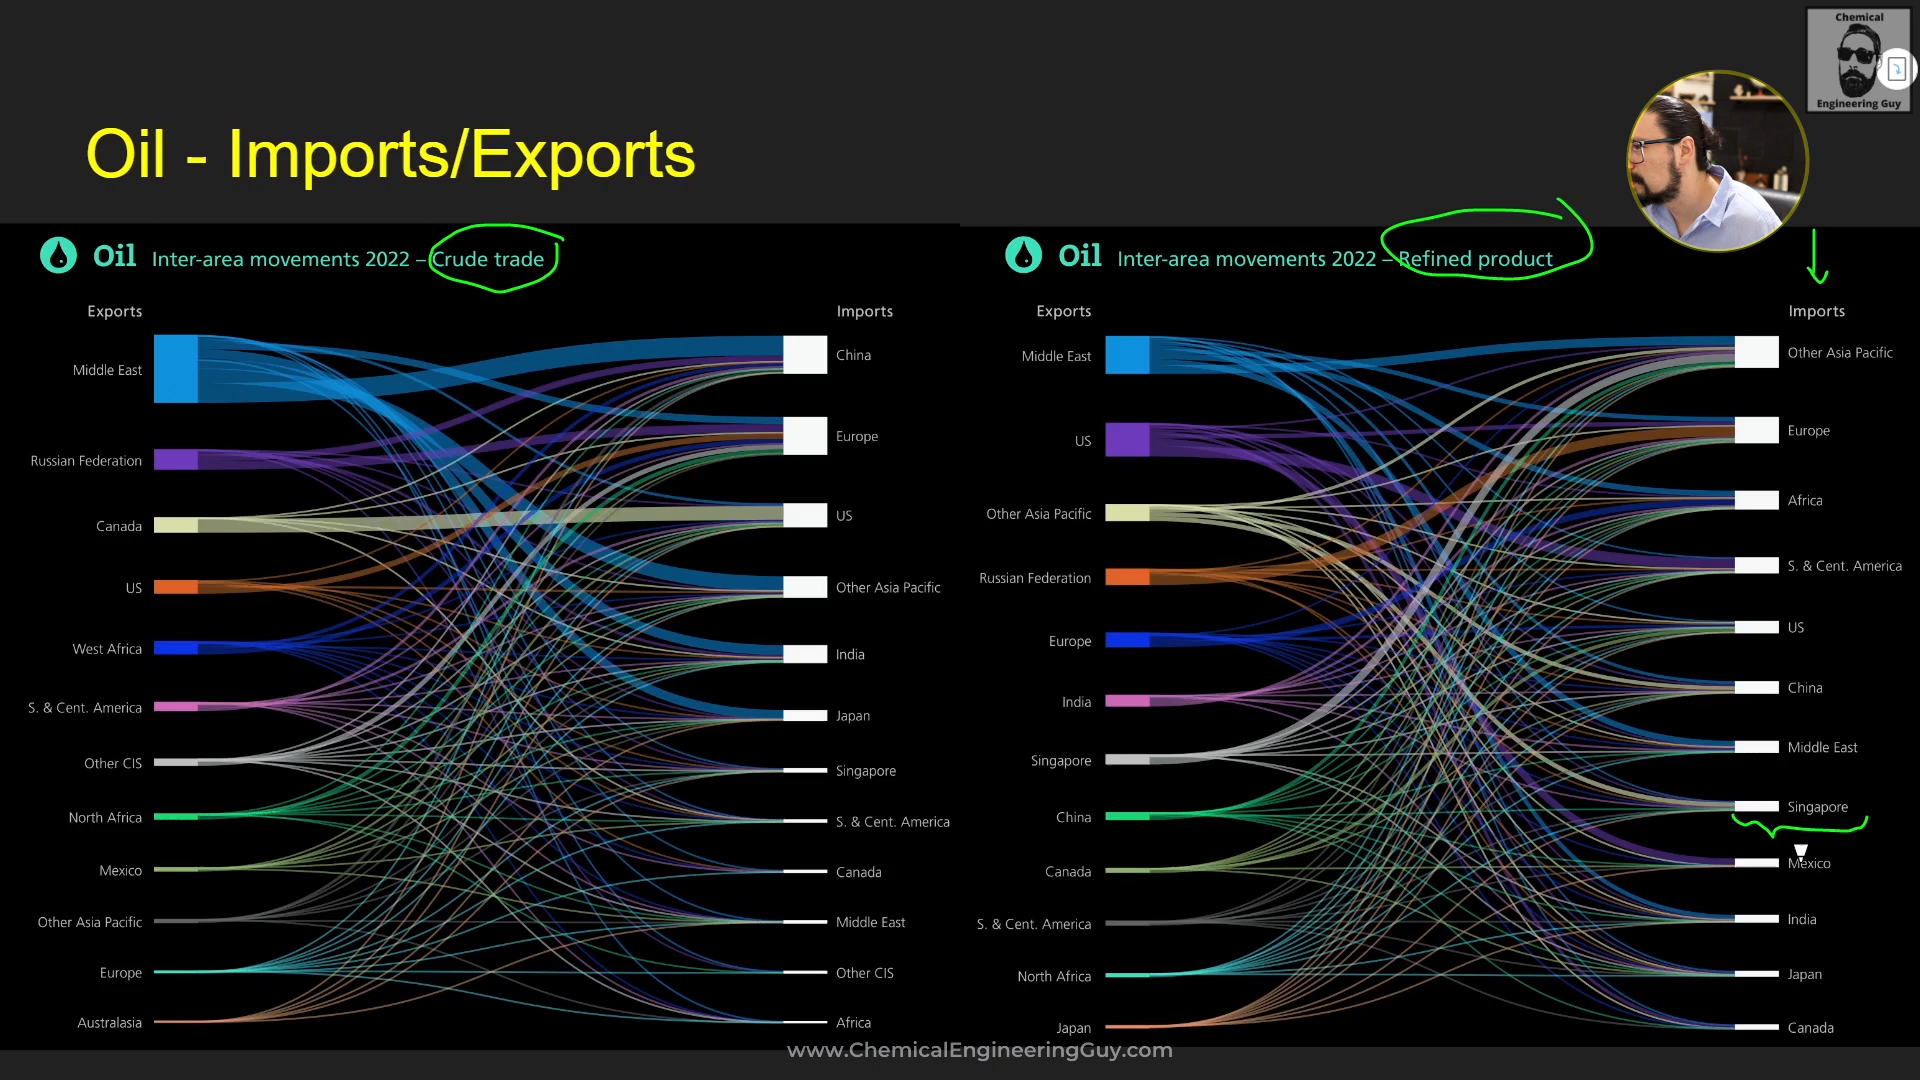 Chemical
Engineering Guy
Oil - Imports/Exports
Oil Inter-area movements 2022 – Crude trade
Exports
Imports
Middle East
Russian Federation
Canada
US
West Africa
S. & Cent. America
Other CIS
North Africa
Mexico
Other Asia Pacific
Europe
Australasia
China
Europe
US
Other Asia Pacific
India
Japan
Singapore
S. & Cent. America
Canada
Middle East
Other CIS
Africa
Oil Inter-area movements 2022 – Refined product
Exports
Imports
Middle East
US
Other Asia Pacific
Russian Federation
Europe
India
Singapore
China
Canada
S. & Cent. America
North Africa
Japan
Other Asia Pacific
Europe
Africa
S. & Cent. America
US
China
Middle East
Singapore
Mexico
India
Japan
Canada
www.ChemicalEngineeringGuy.com